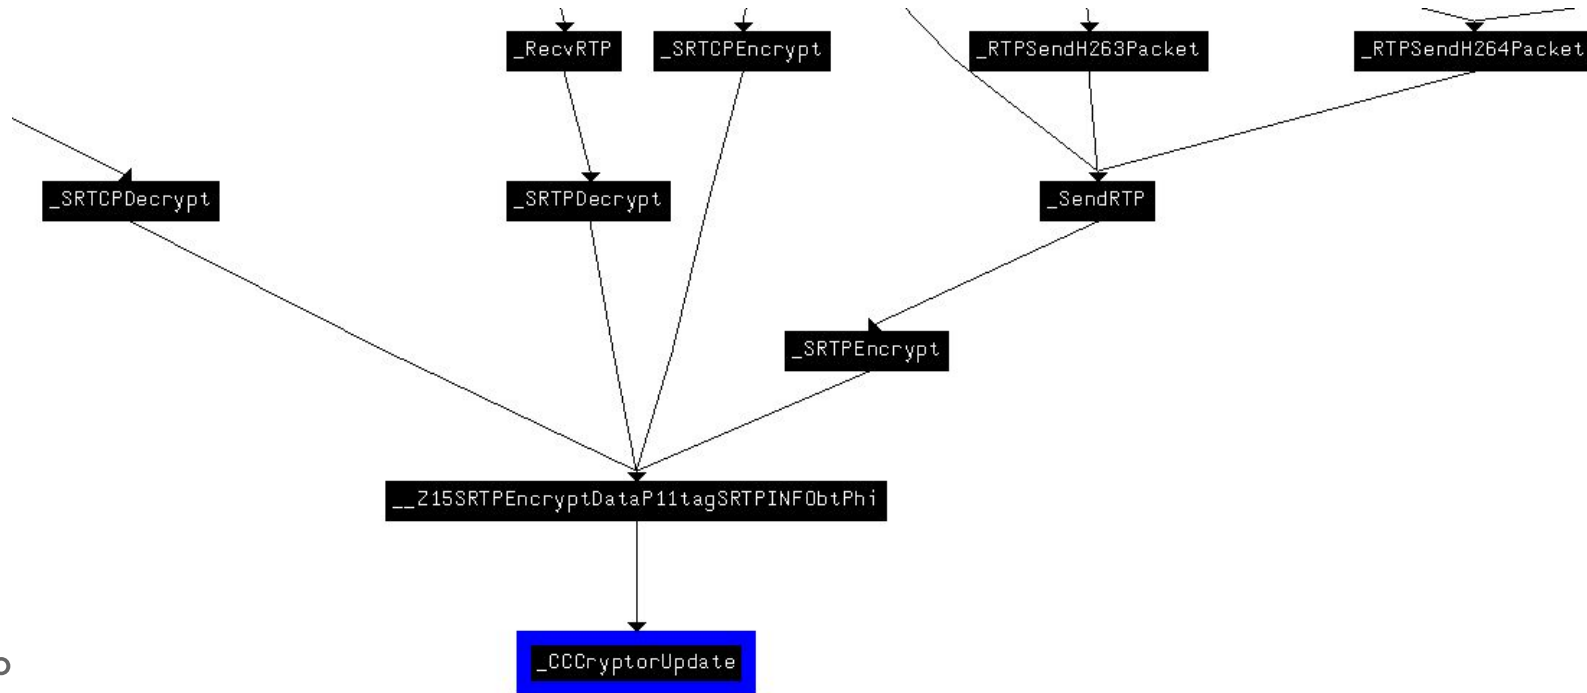 _RecvRTP
_SRTCPEncrypt
_RTPSendH263Packet
_RTPSendH264Packet
_SRTCPDecrypt
_SRTPDecrypt
_SendRTP
_SRTPEncrypt
__Z15SRTPEncryptDataP11tagSRTPINFObtPhi
_CCCryptorUpdate